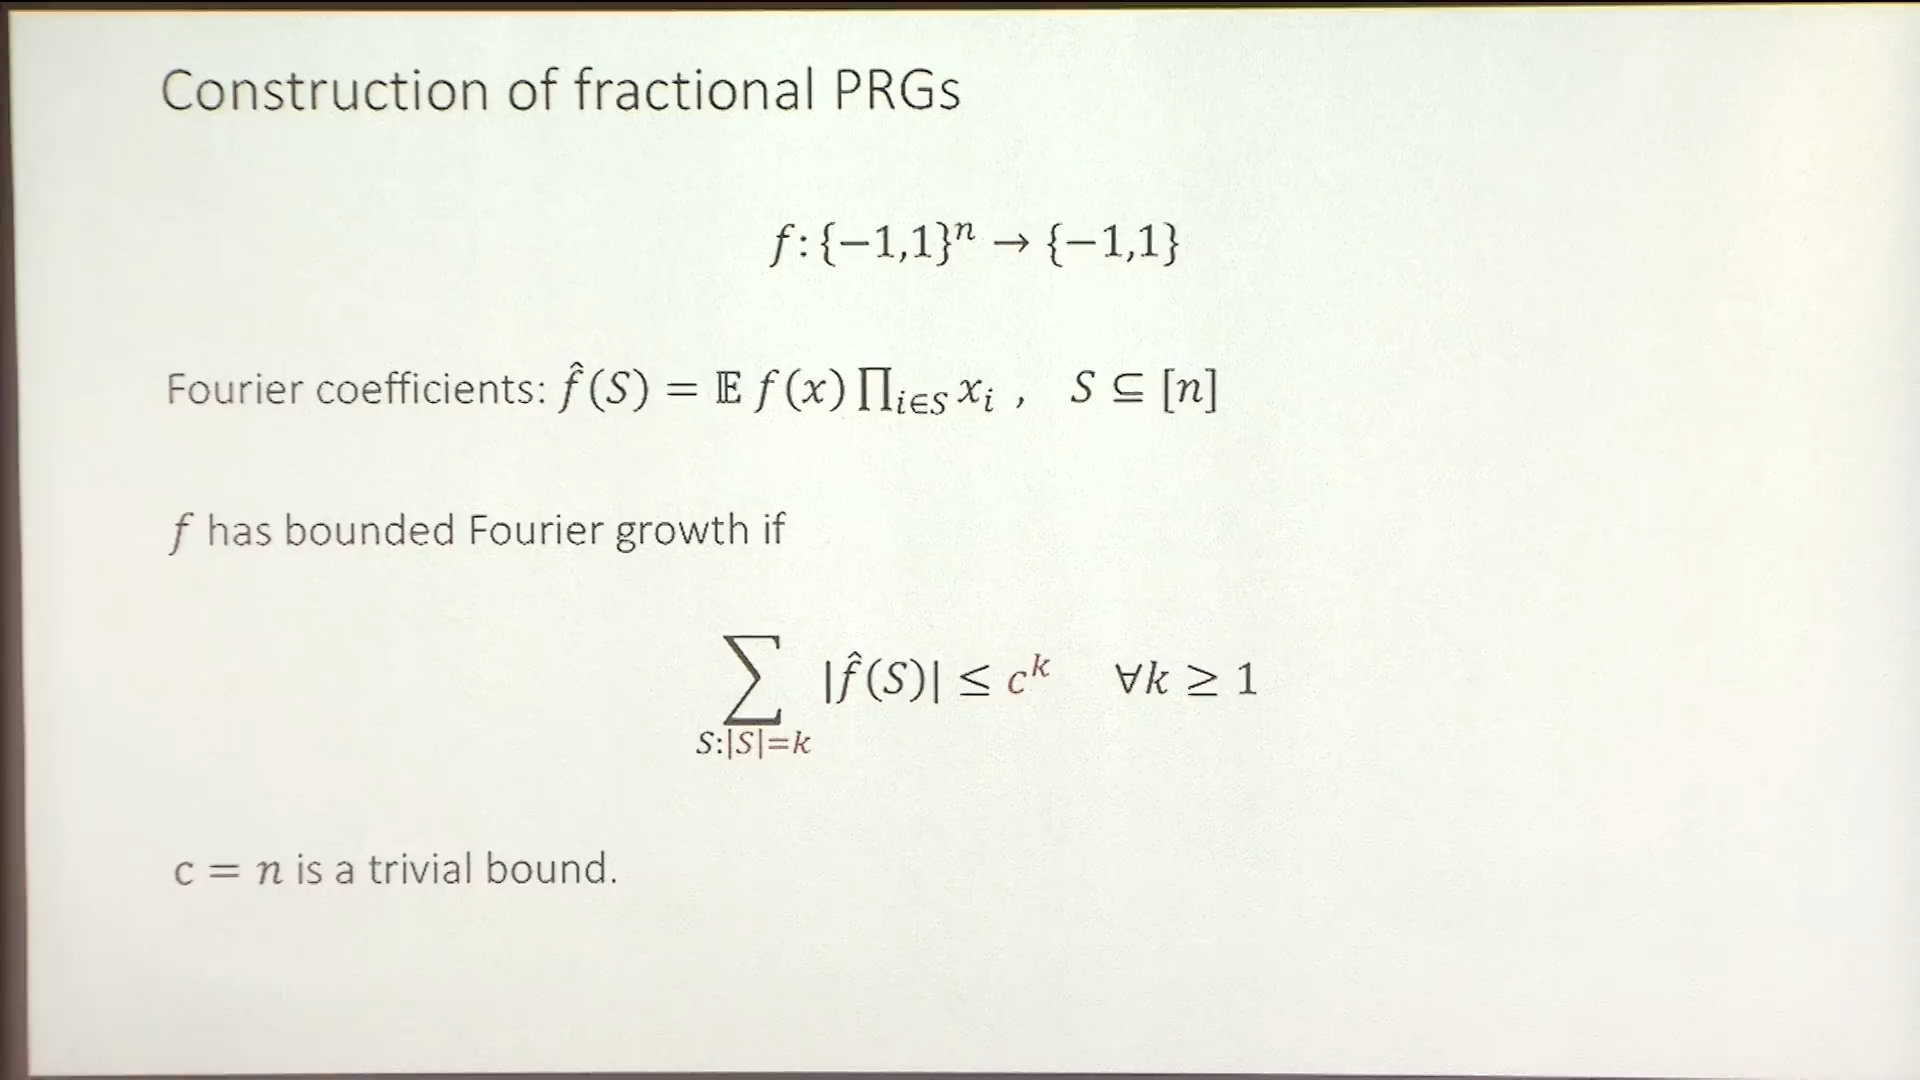 Construction of fractional PRGs
f: {−1,1}ⁿ → {−1,1}
Fourier coefficients: f̂(S) = 𝔼 f(x) ∏_{i∈S} x_i , S ⊆ [n]
f has bounded Fourier growth if
∑_{S:|S|=k} |f̂(S)| ≤ cᵏ ∀k ≥ 1
c = n is a trivial bound.